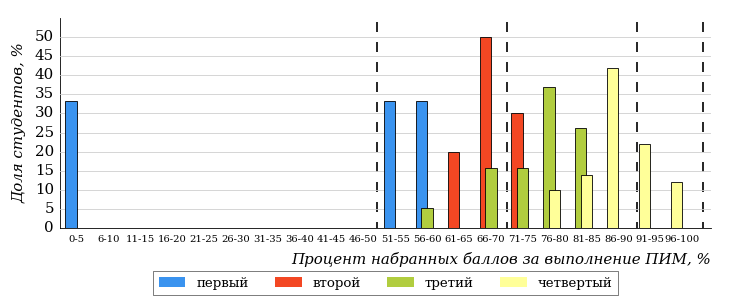 Доля студентов, %
50
45
40
35
30
25
20
15
10
5
0
0-5 6-10 11-15 16-20 21-25 26-30 31-35 36-40 41-45 46-50 51-55 56-60 61-65 66-70 71-75 76-80 81-85 86-90 91-95 96-100
Процент набранных баллов за выполнение ПИМ, %
первый второй третий четвертый